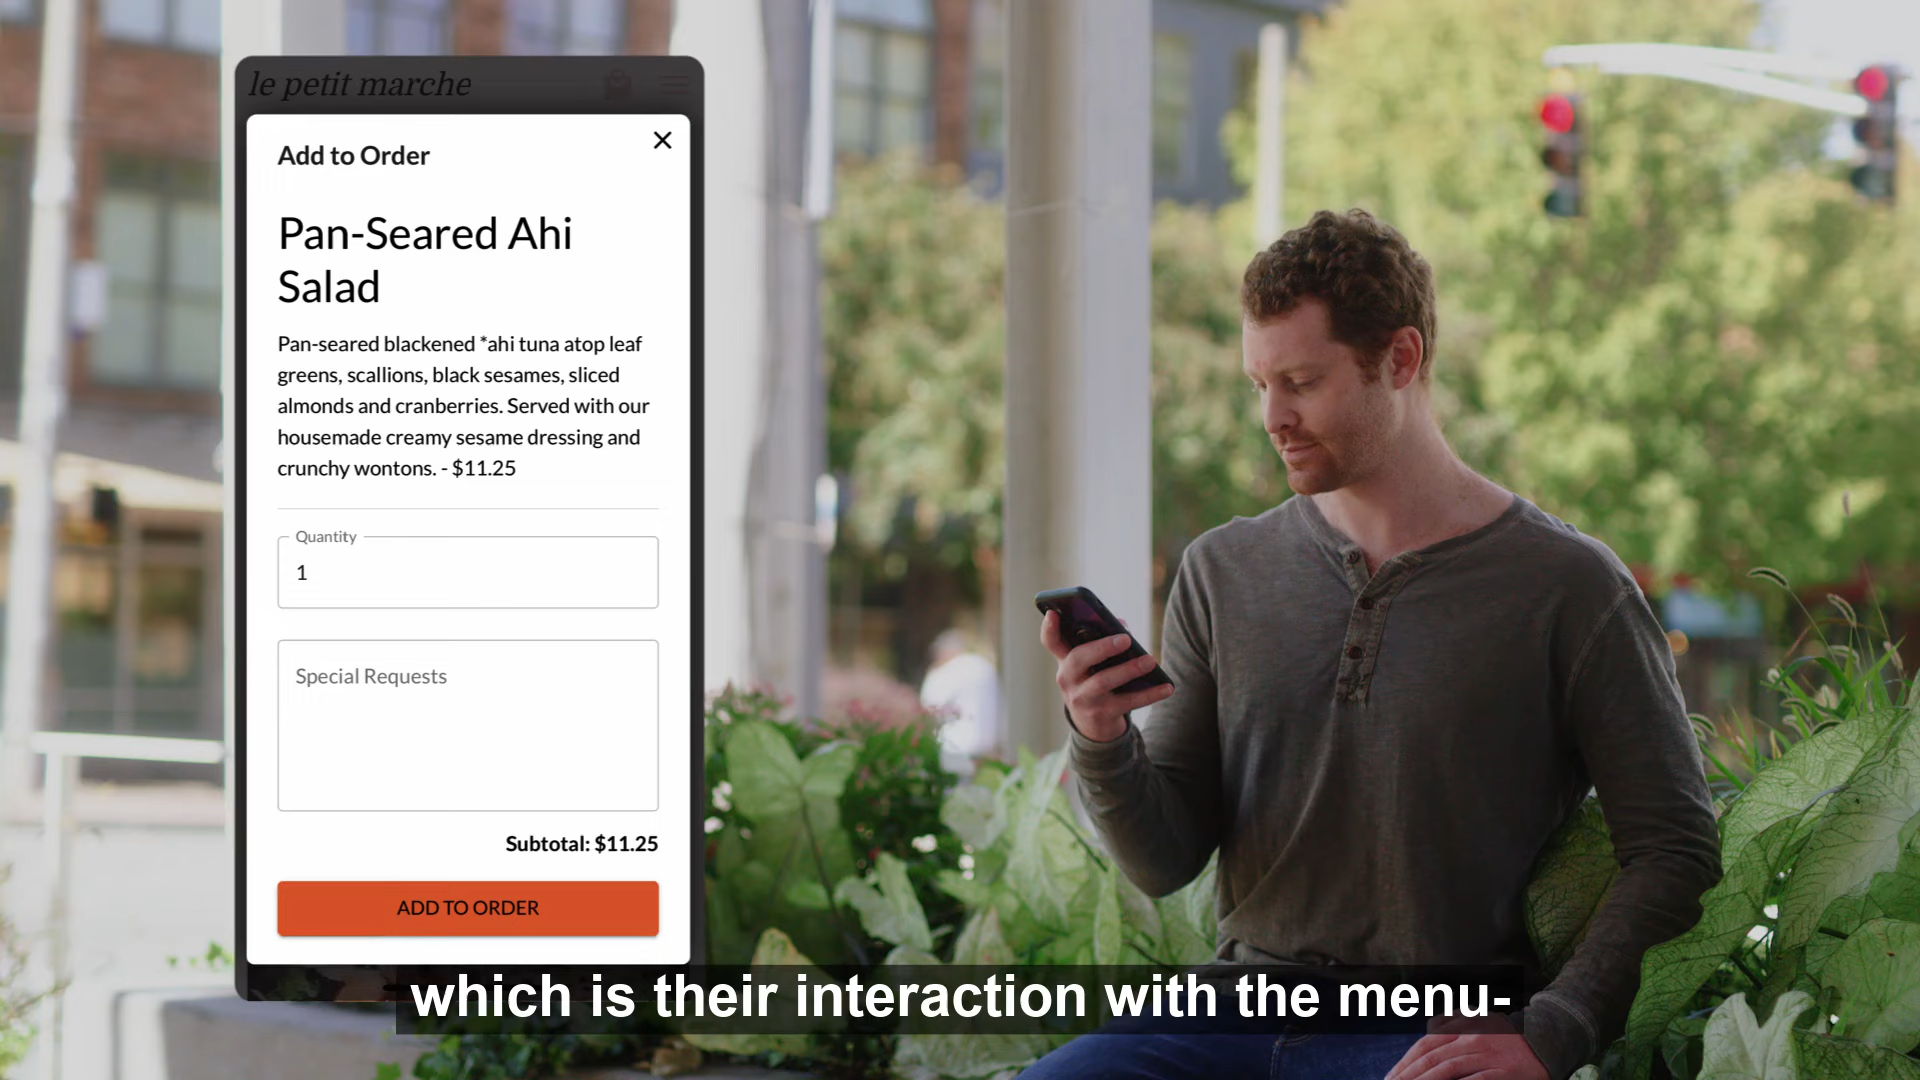 le petit marche
Add to Order
Pan-Seared Ahi
Salad
Pan-seared blackened *ahi tuna atop leaf
greens, scallions, black sesames, sliced
almonds and cranberries. Served with our
housemade creamy sesame dressing and
crunchy wontons. - $11.25
Quantity
1
Special Requests
Subtotal: $11.25
ADD TO ORDER
which is their interaction with the menu-